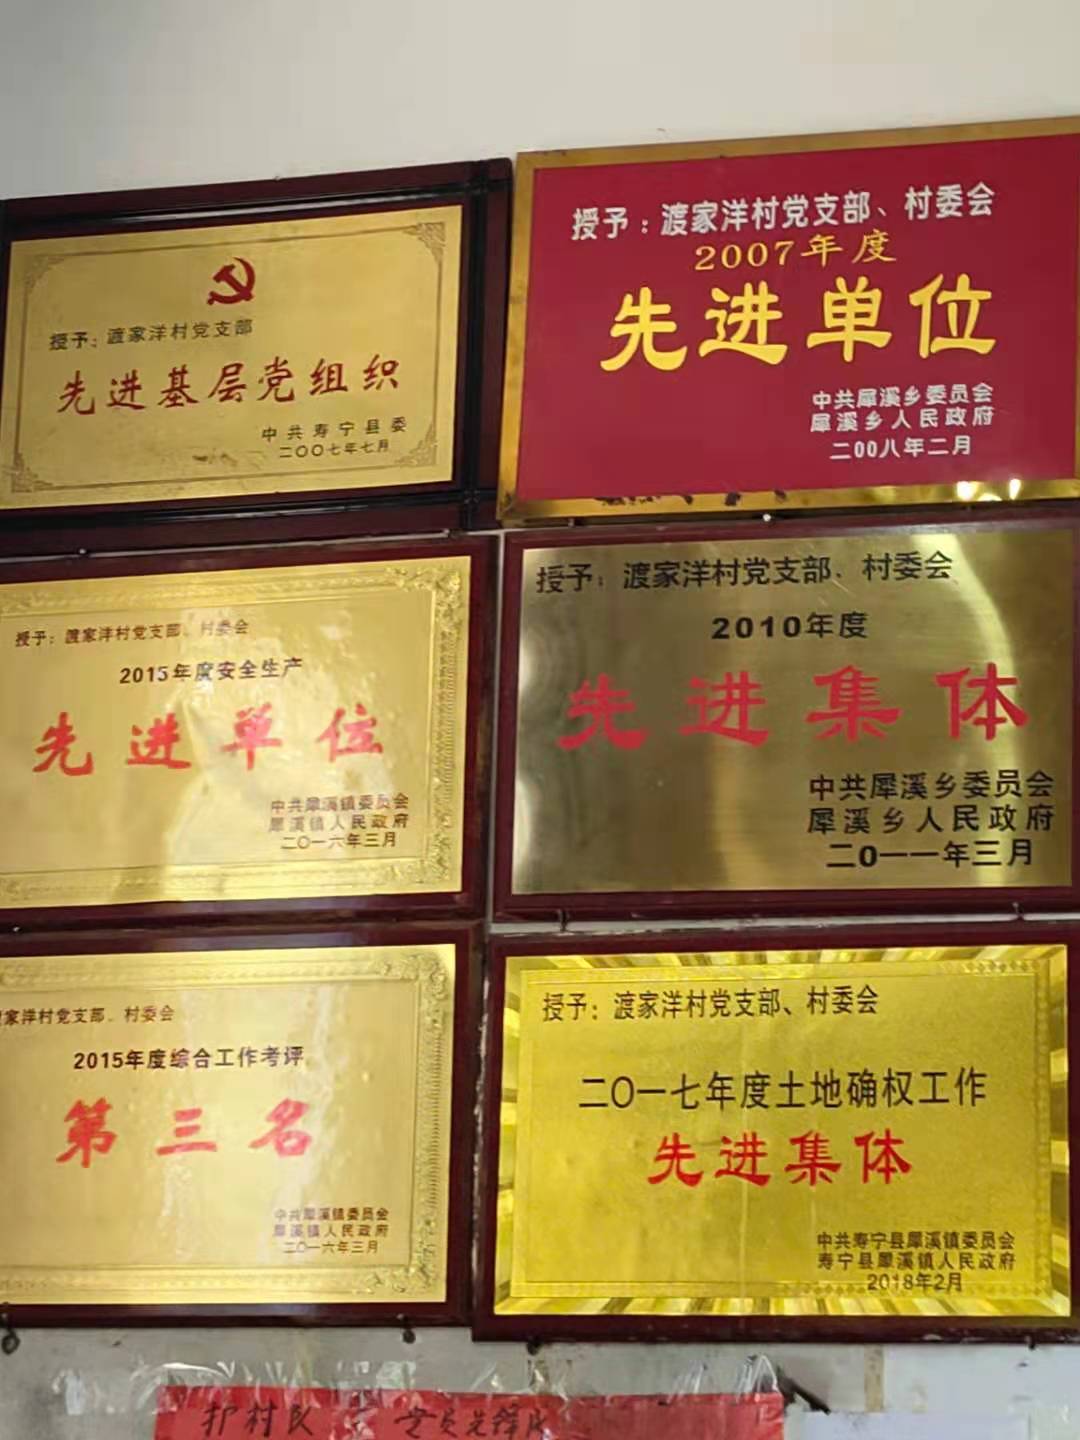 授予：渡家洋村党支部
先进基层党组织
中共寿宁县委
二〇〇七年七月
授予：渡家洋村党支部、村委会
2007年度
先进单位
中共犀溪乡委员会
犀溪乡人民政府
二00八年二月
授予：渡家洋村党支部、村委会
2015年度安全生产
先进单位
中共犀溪镇委员会
犀溪镇人民政府
二〇一六年三月
授予：渡家洋村党支部、村委会
2010年度
先进集体
中共犀溪乡委员会
犀溪乡人民政府
二0一一年三月
家洋村党支部、村委会
2015年度综合工作考评
第三名
中共犀溪镇委员会
犀溪镇人民政府
二〇一六年三月
授予：渡家洋村党支部、村委会
二〇一七年度土地确权工作
先进集体
中共寿宁县犀溪镇委员会
寿宁县犀溪镇人民政府
2018年2月
护村队 党员先锋队